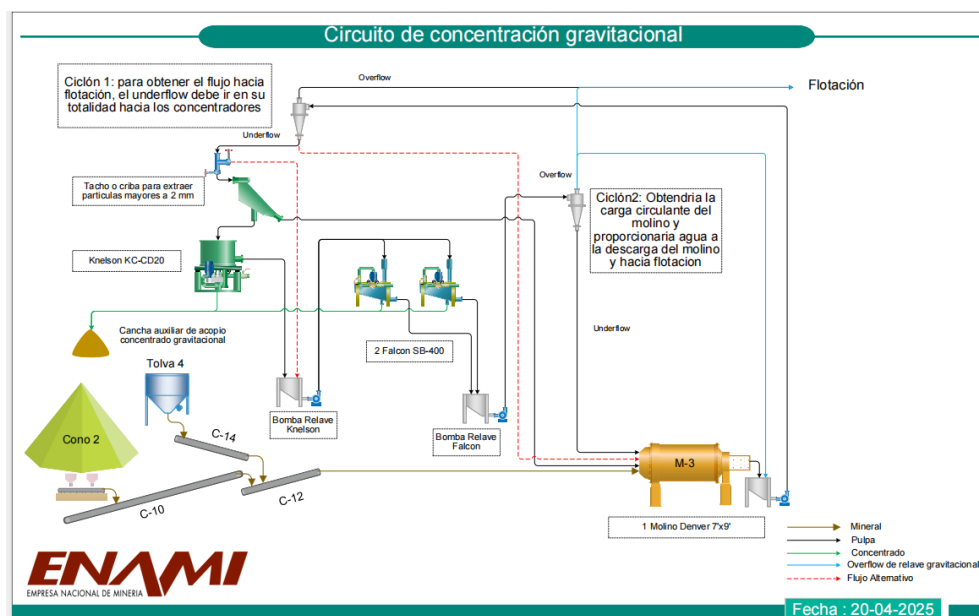 Circuito de concentración gravitacional
Ciclón 1: para obtener el flujo hacia
flotación, el underflow debe ir en su
totalidad hacia los concentradores
Overflow
Flotación
Underflow
Tacho o criba para extraer
particulas mayores a 2 mm
Overflow
Ciclón2: Obtendria la
carga circulante del
molino y
proporcionaria agua a
la descarga del molino
y hacia flotacion
Knelson KC-CD20
Cancha auxiliar de acopio
concentrado gravitacional
Underflow
2 Falcon SB-400
Tolva 4
Bomba Relave
Knelson
Bomba Relave
Falcon
Cono 2
C-14
C-12
C-10
M-3
1 Molino Denver 7'x9'
Mineral
Pulpa
Concentrado
Overflow de relave gravitacional
Flujo Alternativo
ENAMI
EMPRESA NACIONAL DE MINERIA
Fecha : 20-04-2025